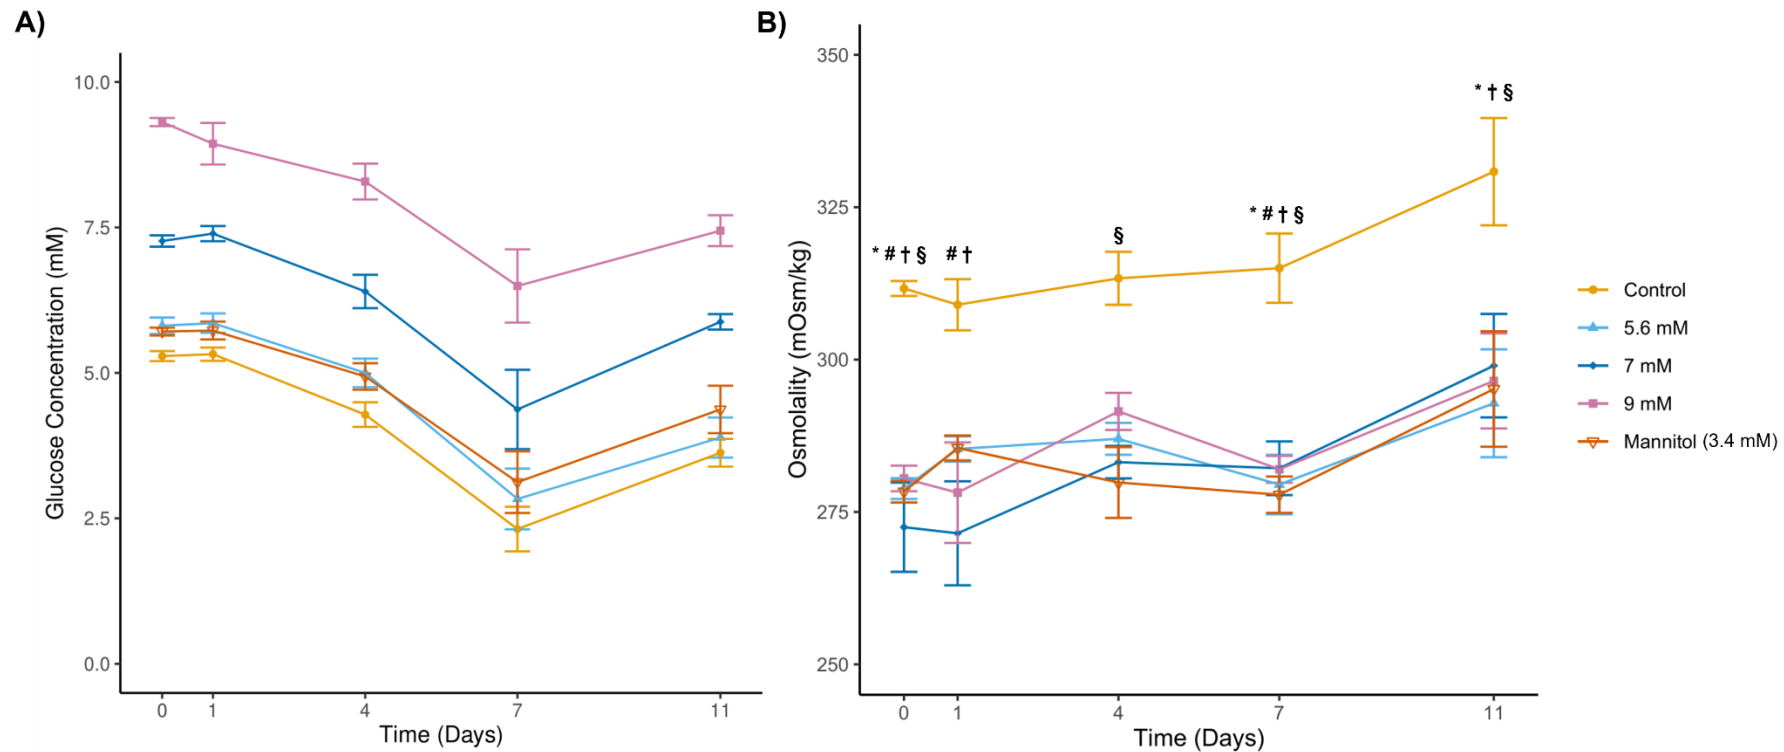 A)
Glucose Concentration (mM)
10.0
7.5
5.0
2.5
0.0
0 1 4 7 11
Time (Days)
B)
Osmolality (mOsm/kg)
350
325
300
275
250
* # † §
# †
§
* # † §
* † §
0 1 4 7 11
Time (Days)
Control
5.6 mM
7 mM
9 mM
Mannitol (3.4 mM)